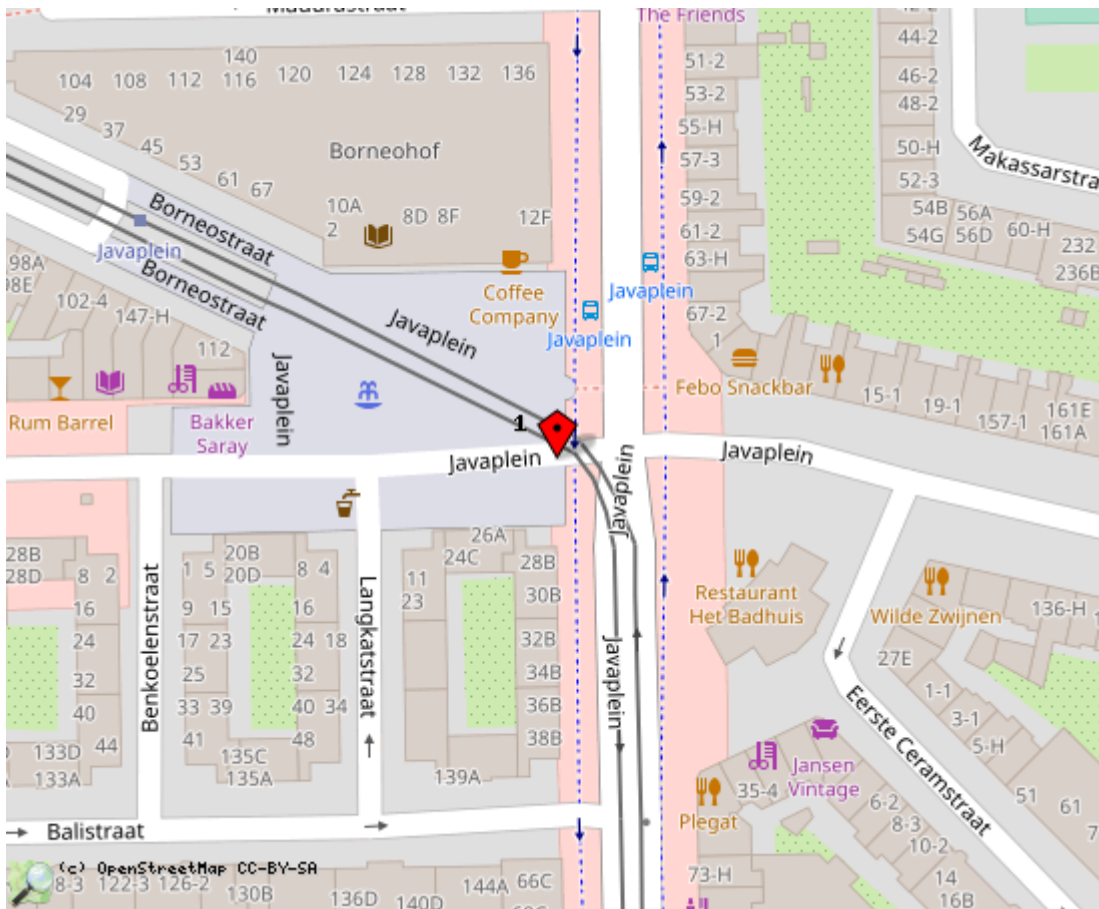 Madurastraat
The Friends
140
104 108 112 116 120 124 128 132 136
29
37
45
53
61
67
Borneohof
10A
2
8D 8F
12F
Borneostraat
Javaplein
Borneostraat
Coffee
Company
Javaplein
Javaplein
Javaplein
98A
98E
102-4
147-H
112
Javaplein
Rum Barrel
Bakker
Saray
51-2
53-2
55-H
57-3
59-2
61-2
63-H
67-2
1
44-2
46-2
48-2
50-H
52-3
54B
54G
56A
56D
60-H
232
236B
Febo Snackbar
15-1
19-1
157-1
161E
161A
1
Javaplein
Javaplein
Javaplein
28B
28D
8 2
16
24
32
40
44
133D
133A
Benkoelenstraat
20B
20D
1 5
8 4
9 15
16
17 23
24 18
25
32
33 39
40 34
41
48
135C
135A
Langkatstraat
26A
24C
11
23
28B
30B
32B
34B
36B
38B
139A
Javaplein
Restaurant
Het Badhuis
Wilde Zwijnen
136-H
27E
1-1
3-1
5-H
51
61
Eerste Ceramstraat
Jansen
Vintage
35-4
Plegat
6-2
8-3
10-2
14
16B
73-H
Balistraat
(c) OpenStreetMap CC-BY-SA
122-3 126-2
130B
136D
140D
144A
66C